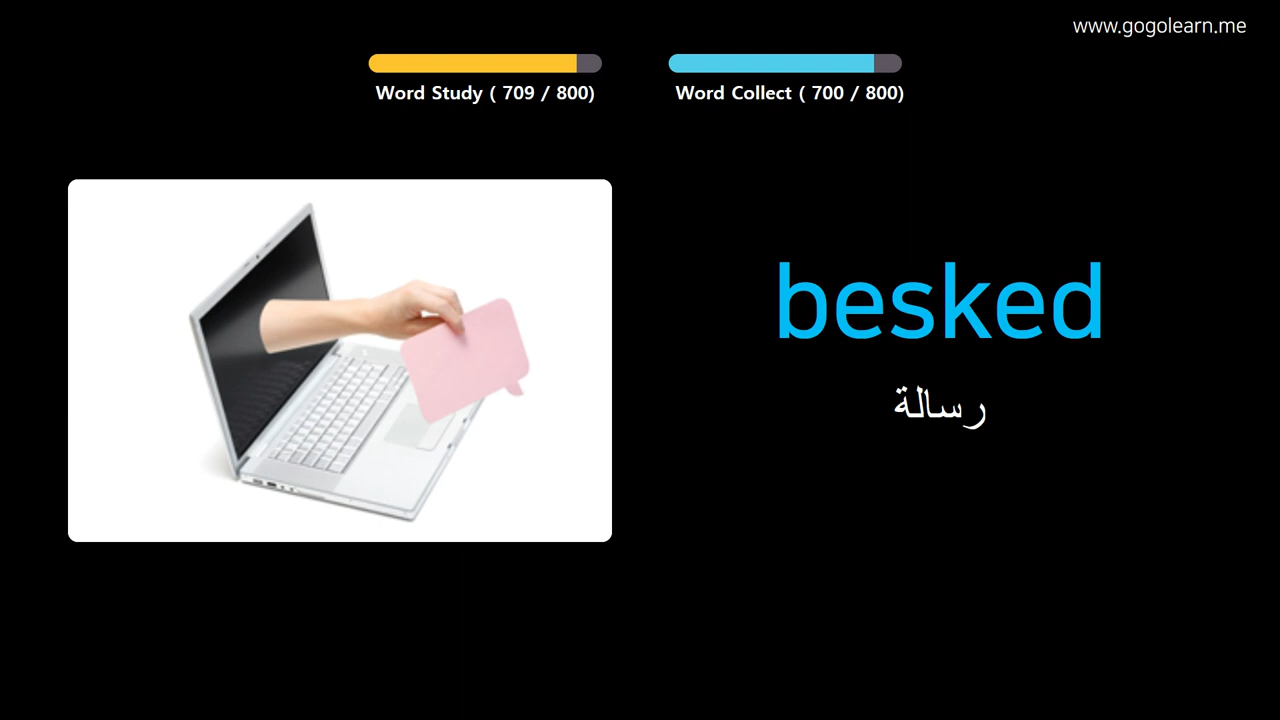 www.gogolearn.me
Word Study ( 709 / 800)
Word Collect ( 700 / 800)
besked
رسالة